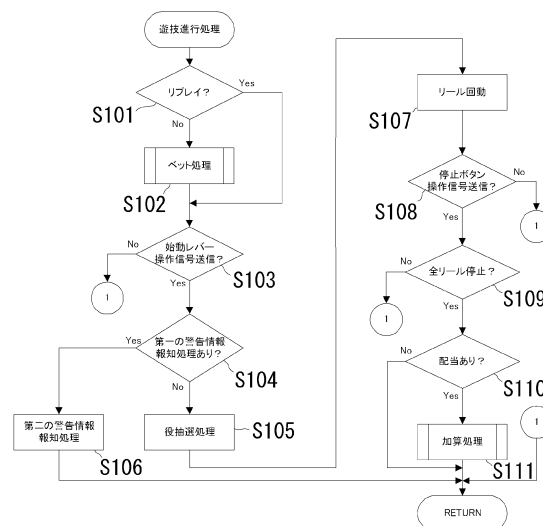 遊技進行処理
リプレイ？
Yes
S101
No
ベット処理
S102
始動レバー
操作信号送信？
No
S103
1
Yes
第一の警告情報
報知処理あり？
Yes
S104
No
第二の警告情報
報知処理
S106
役抽選処理
S105
リール回動
S107
停止ボタン
操作信号送信？
No
S108
1
Yes
全リール停止？
No
S109
1
Yes
配当あり？
No
S110
Yes
1
加算処理
S111
RETURN